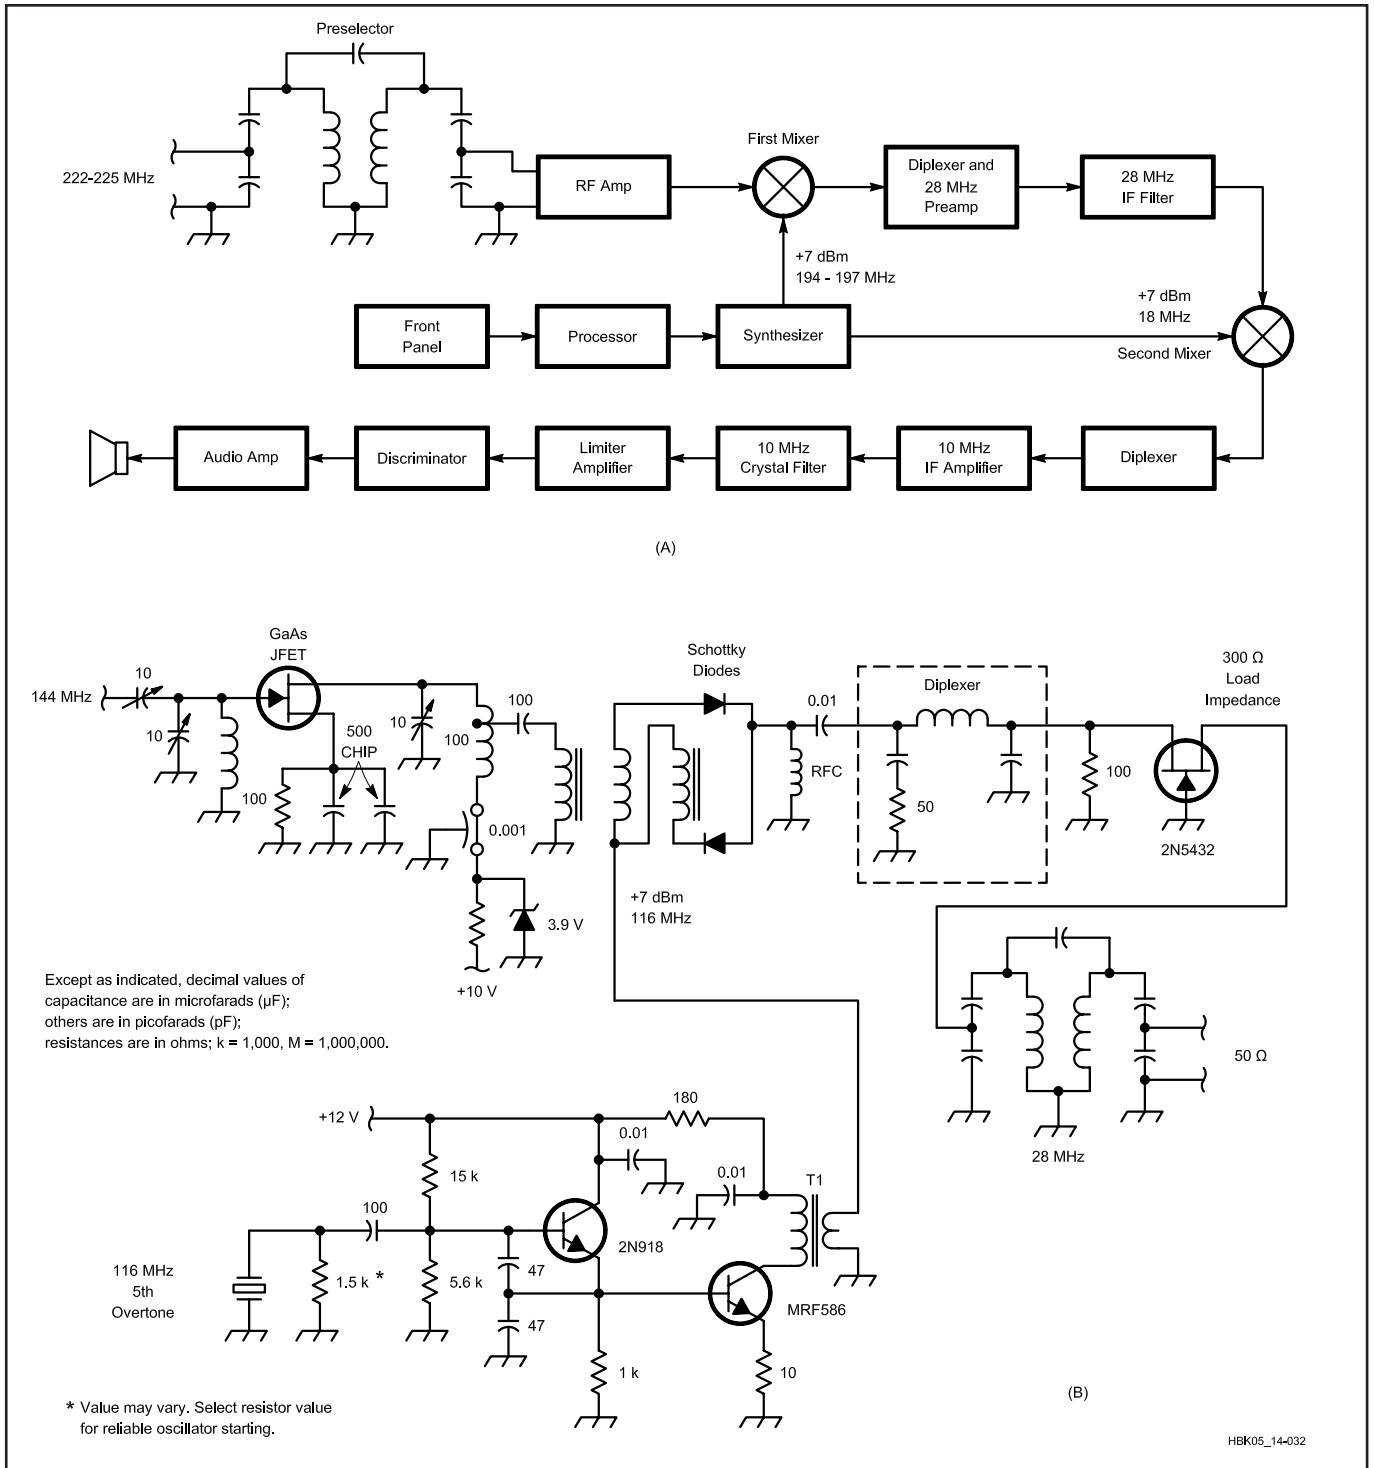 Preselector
222-225 MHz
RF Amp
First Mixer
Diplexer and
28 MHz
Preamp
28 MHz
IF Filter
+7 dBm
194 - 197 MHz
+7 dBm
18 MHz
Front
Panel
Processor
Synthesizer
Second Mixer
Audio Amp
Discriminator
Limiter
Amplifier
10 MHz
Crystal Filter
10 MHz
IF Amplifier
Diplexer
(A)
GaAs
JFET
144 MHz
10
10
100
500
CHIP
10
100
100
0.001
3.9 V
+10 V
Schottky
Diodes
+7 dBm
116 MHz
RFC
0.01
Diplexer
50
100
300 Ω
Load
Impedance
2N5432
50 Ω
28 MHz
Except as indicated, decimal values of
capacitance are in microfarads (µF);
others are in picofarads (pF);
resistances are in ohms; k = 1,000, M = 1,000,000.
+12 V
180
0.01
0.01
T1
15 k
100
2N918
116 MHz
5th
Overtone
1.5 k *
5.6 k
47
47
MRF586
1 k
10
(B)
* Value may vary. Select resistor value
for reliable oscillator starting.
HBK05_14-032